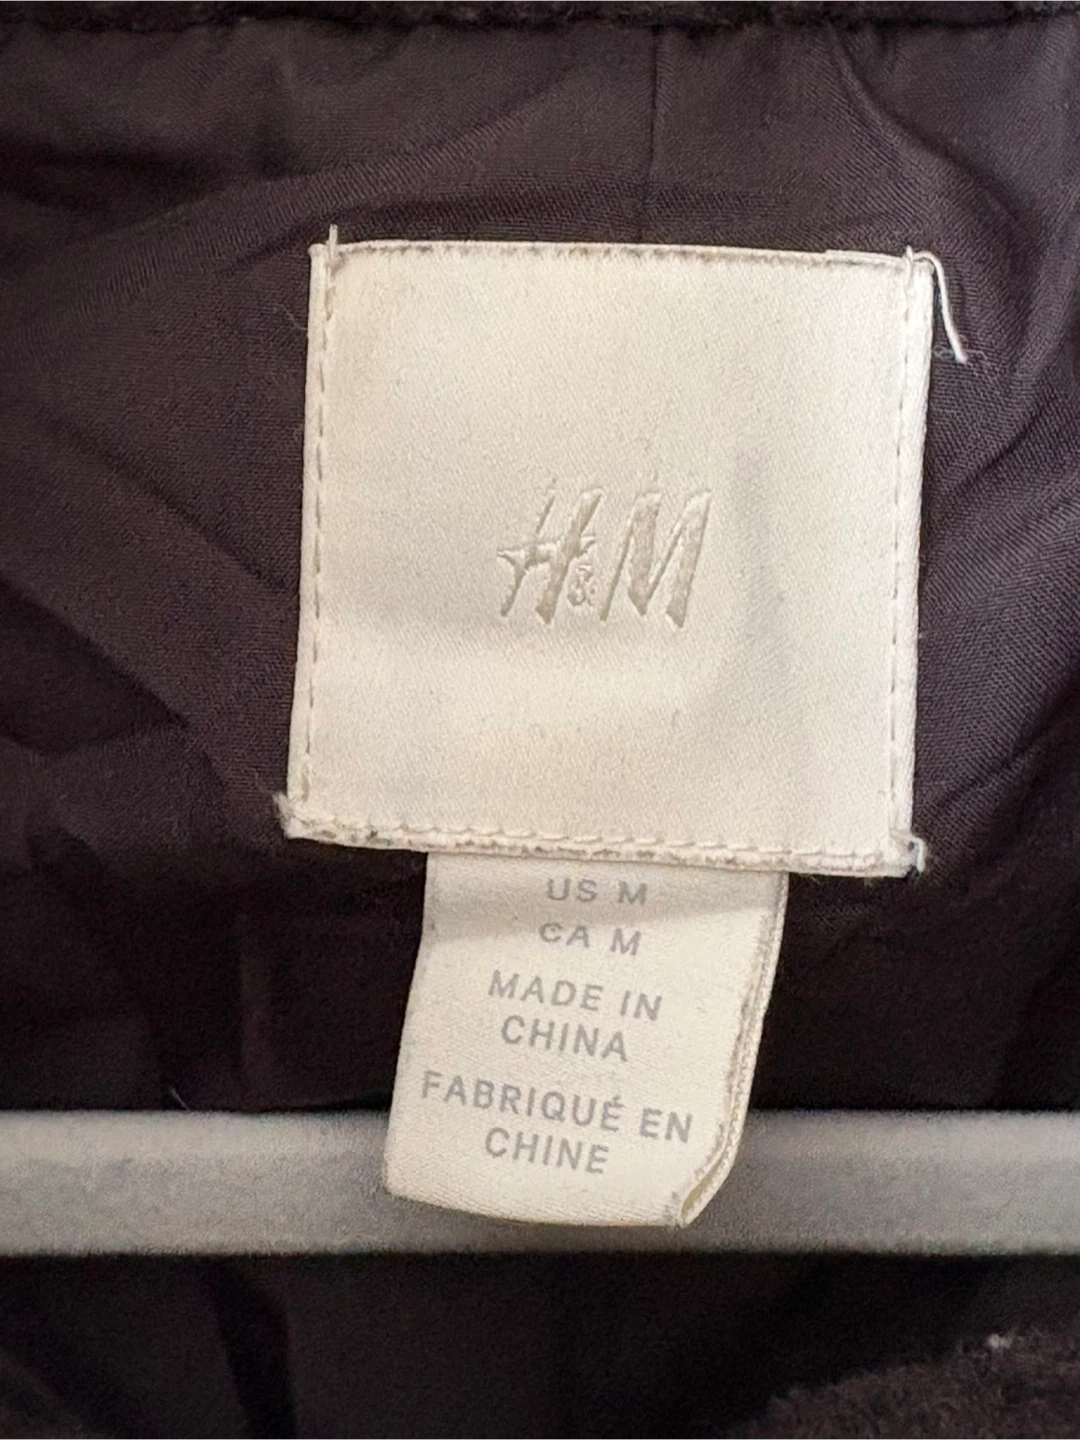 H&M
US M
CA M
MADE IN
CHINA
FABRIQUÉ EN
CHINE